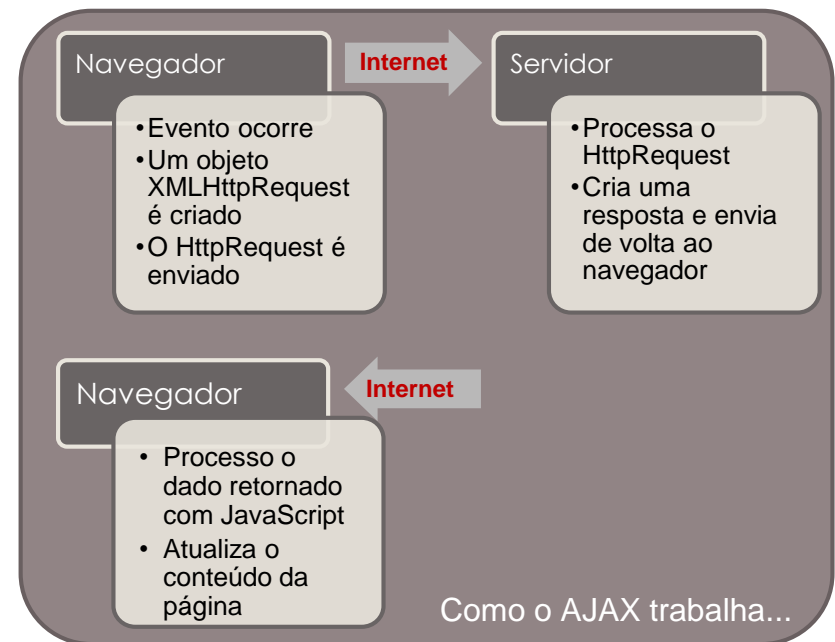 Navegador
•Evento ocorre
•Um objeto
XMLHttpRequest
é criado
•O HttpRequest é
enviado
Internet
Servidor
•Processa o
HttpRequest
•Cria uma
resposta e envia
de volta ao
navegador
Internet
Navegador
• Processo o
dado retornado
com JavaScript
• Atualiza o
conteúdo da
página
Como o AJAX trabalha...